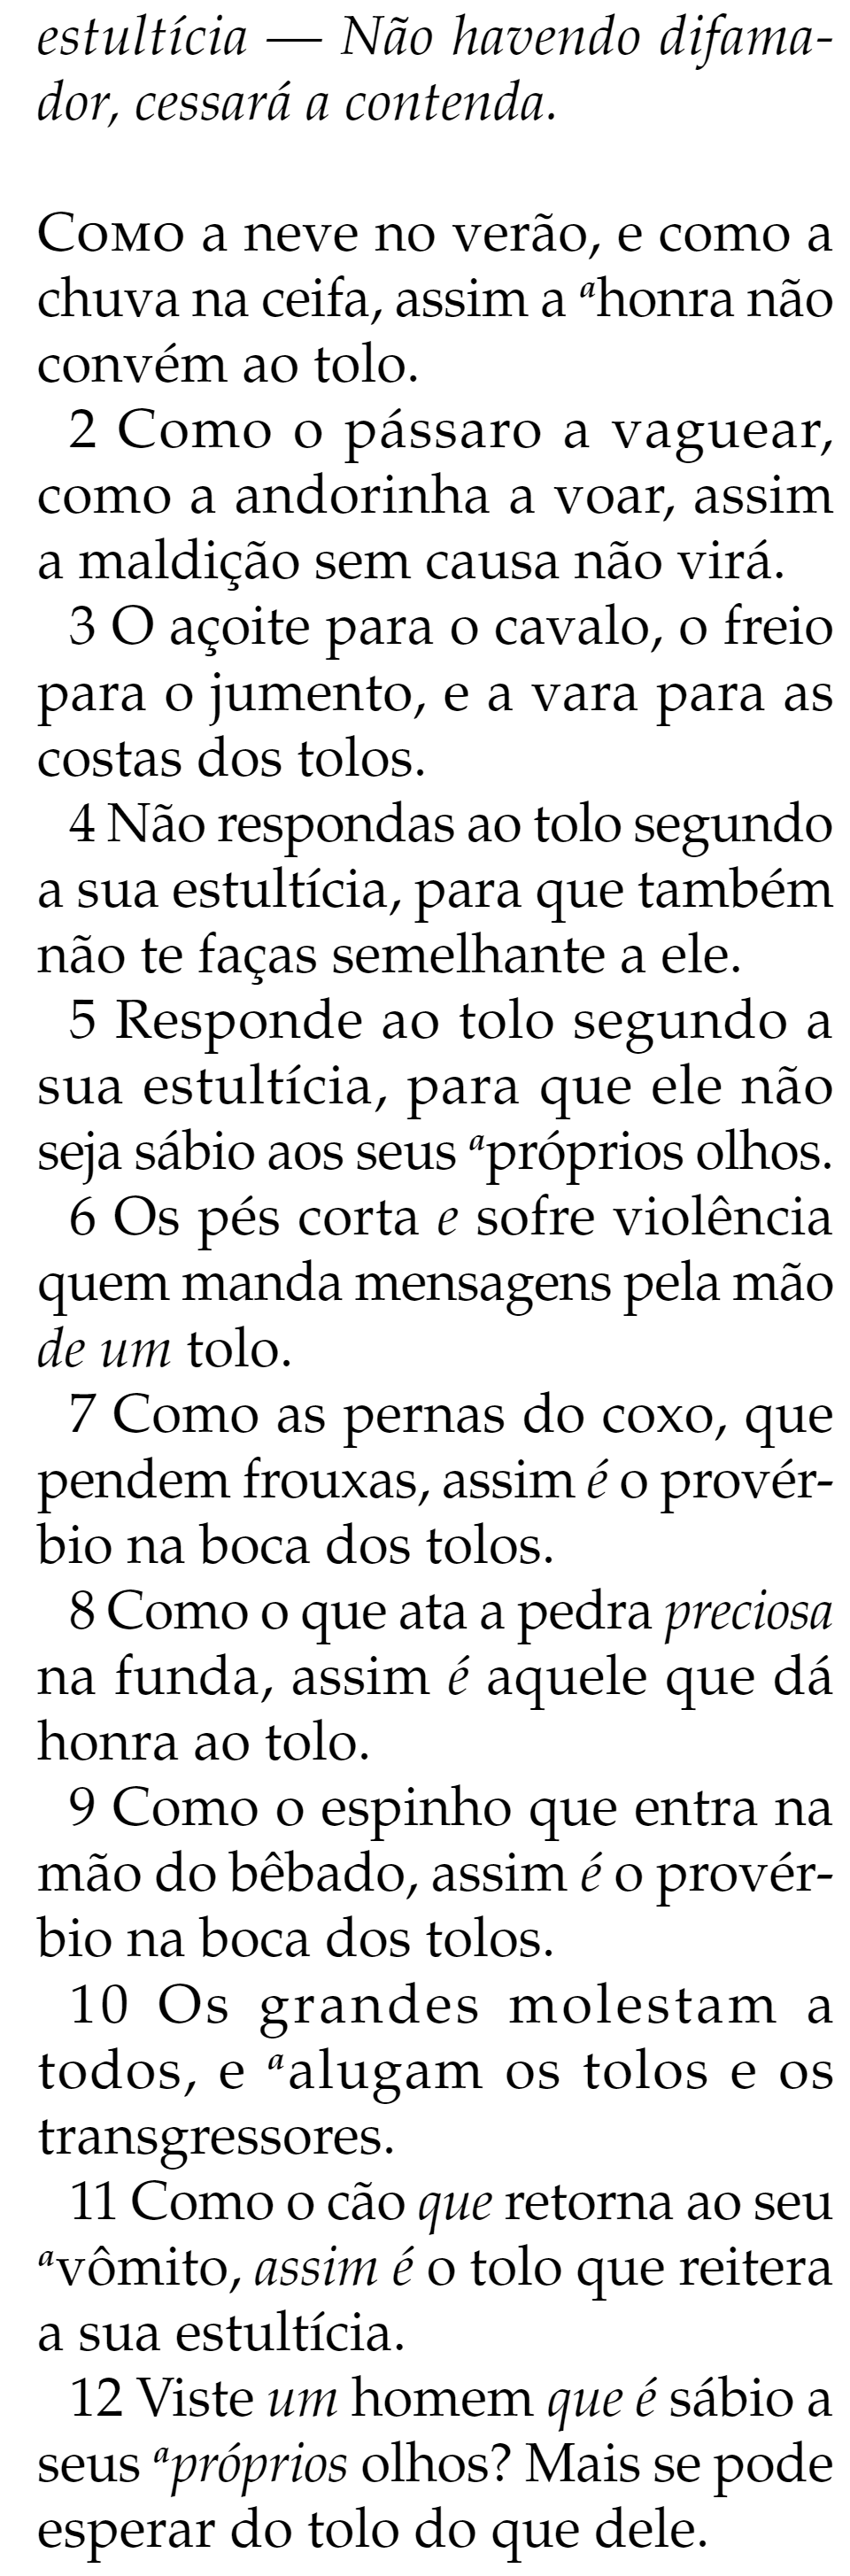 estultícia — Não havendo difama-
dor, cessará a contenda.
Como a neve no verão, e como a
chuva na ceifa, assim a ᵃhonra não
convém ao tolo.
2 Como o pássaro a vaguear,
como a andorinha a voar, assim
a maldição sem causa não virá.
3 O açoite para o cavalo, o freio
para o jumento, e a vara para as
costas dos tolos.
4 Não respondas ao tolo segundo
a sua estultícia, para que também
não te faças semelhante a ele.
5 Responde ao tolo segundo a
sua estultícia, para que ele não
seja sábio aos seus ᵃpróprios olhos.
6 Os pés corta e sofre violência
quem manda mensagens pela mão
de um tolo.
7 Como as pernas do coxo, que
pendem frouxas, assim é o provér-
bio na boca dos tolos.
8 Como o que ata a pedra preciosa
na funda, assim é aquele que dá
honra ao tolo.
9 Como o espinho que entra na
mão do bêbado, assim é o provér-
bio na boca dos tolos.
10 Os grandes molestam a
todos, e ᵃalugam os tolos e os
transgressores.
11 Como o cão que retorna ao seu
ᵃvômito, assim é o tolo que reitera
a sua estultícia.
12 Viste um homem que é sábio a
seus ᵃpróprios olhos? Mais se pode
esperar do tolo do que dele.